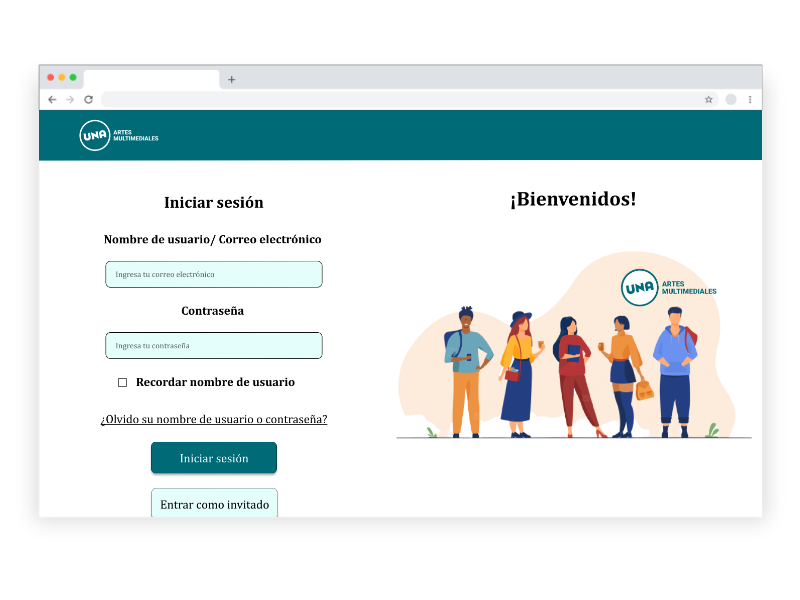 UNA ARTES
MULTIMEDIALES
Iniciar sesión
Nombre de usuario/ Correo electrónico
Ingresa tu correo electrónico
Contraseña
Ingresa tu contraseña
Recordar nombre de usuario
¿Olvido su nombre de usuario o contraseña?
Iniciar sesión
Entrar como invitado
¡Bienvenidos!
UNA ARTES
MULTIMEDIALES